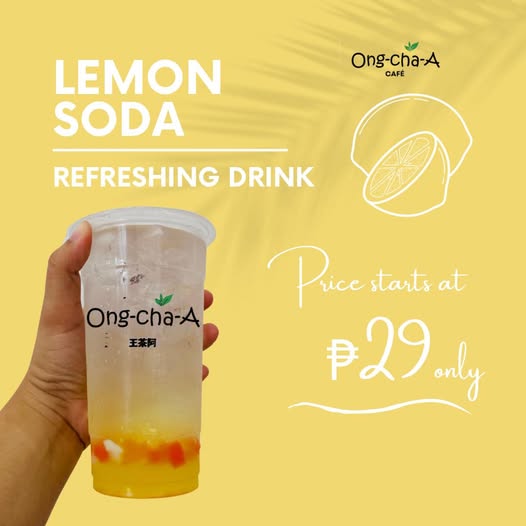 Ong-cha-A
CAFÉ
LEMON
SODA
REFRESHING DRINK
Price starts at
₱29 only
Ong-cha-A
王茶阿